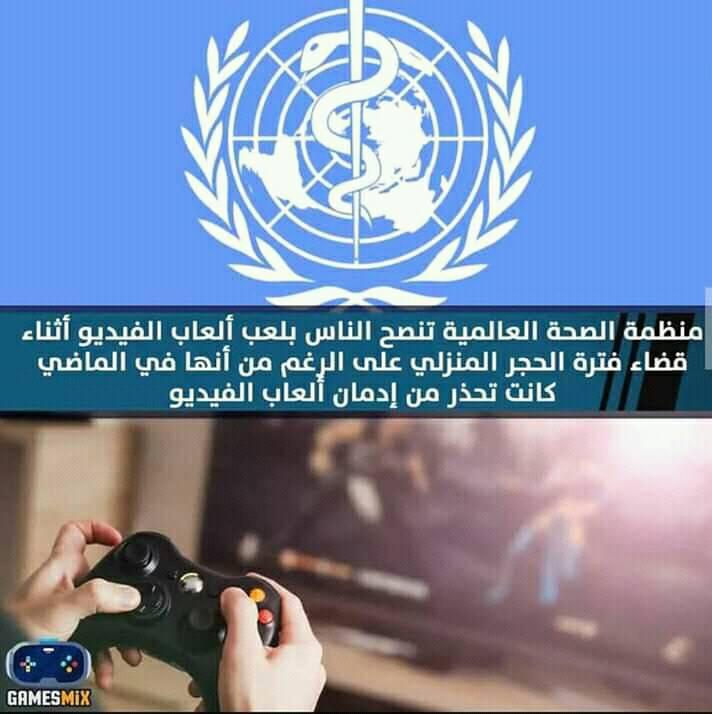 منظمة الصحة العالمية تنصح الناس بلعب ألعاب الفيديو أثناء
قضاء فترة الحجر المنزلي على الرغم من أنها في الماضي
كانت تحذر من إدمان ألعاب الفيديو
GAMESMiX